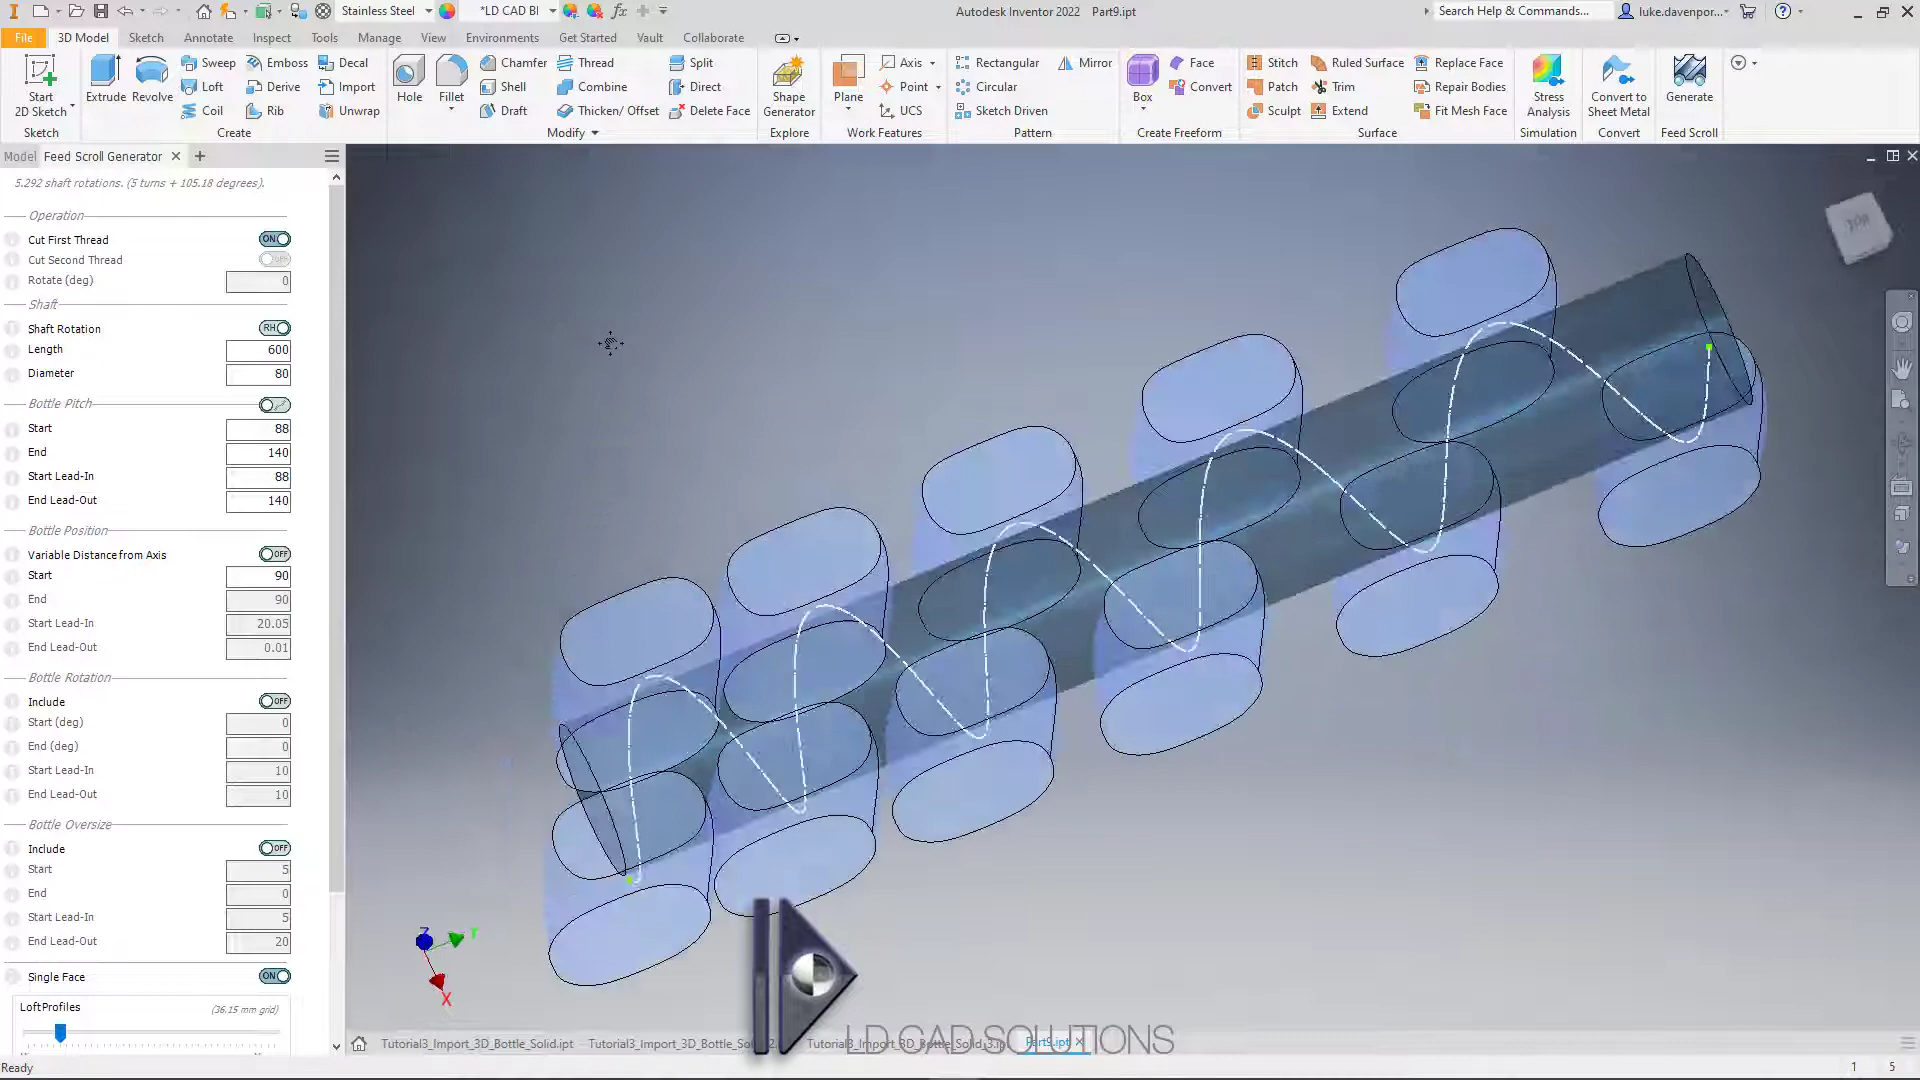 Stainless Steel
*LD CAD BI
Autodesk Inventor 2022 Part9.ipt
Search Help & Commands...
luke.davenpor...
File 3D Model Sketch Annotate Inspect Tools Manage View Environments Get Started Vault Collaborate
Start
2D Sketch
Sketch
Extrude
Revolve
Sweep
Loft
Coil
Emboss
Derive
Rib
Decal
Import
Unwrap
Create
Hole
Fillet
Chamfer
Shell
Draft
Thread
Combine
Thicken/ Offset
Split
Direct
Delete Face
Modify
Shape
Generator
Explore
Plane
Axis
Point
UCS
Work Features
Rectangular
Circular
Sketch Driven
Mirror
Pattern
Box
Face
Convert
Create Freeform
Stitch
Patch
Sculpt
Ruled Surface
Trim
Extend
Replace Face
Repair Bodies
Fit Mesh Face
Surface
Stress
Analysis
Simulation
Convert to
Sheet Metal
Convert
Generate
Feed Scroll
Model Feed Scroll Generator
5.292 shaft rotations. (5 turns + 105.18 degrees).
Operation
Cut First Thread ON
Cut Second Thread OFF
Rotate (deg) 0
Shaft
Shaft Rotation RH
Length 600
Diameter 80
Bottle Pitch
Start 88
End 140
Start Lead-In 88
End Lead-Out 140
Bottle Position
Variable Distance from Axis OFF
Start 90
End 90
Start Lead-In 20.05
End Lead-Out 0.01
Bottle Rotation
Include OFF
Start (deg) 0
End (deg) 0
Start Lead-In 10
End Lead-Out 10
Bottle Oversize
Include OFF
Start 5
End 0
Start Lead-In 5
End Lead-Out 20
Single Face ON
LoftProfiles (36.15 mm grid)
TOP
Z
Y
X
Tutorial3_Import_3D_Bottle_Solid.ipt
Tutorial3_Import_3D_Bottle_So
Part9.ipt
LD CAD SOLUTIONS
Ready 1 5